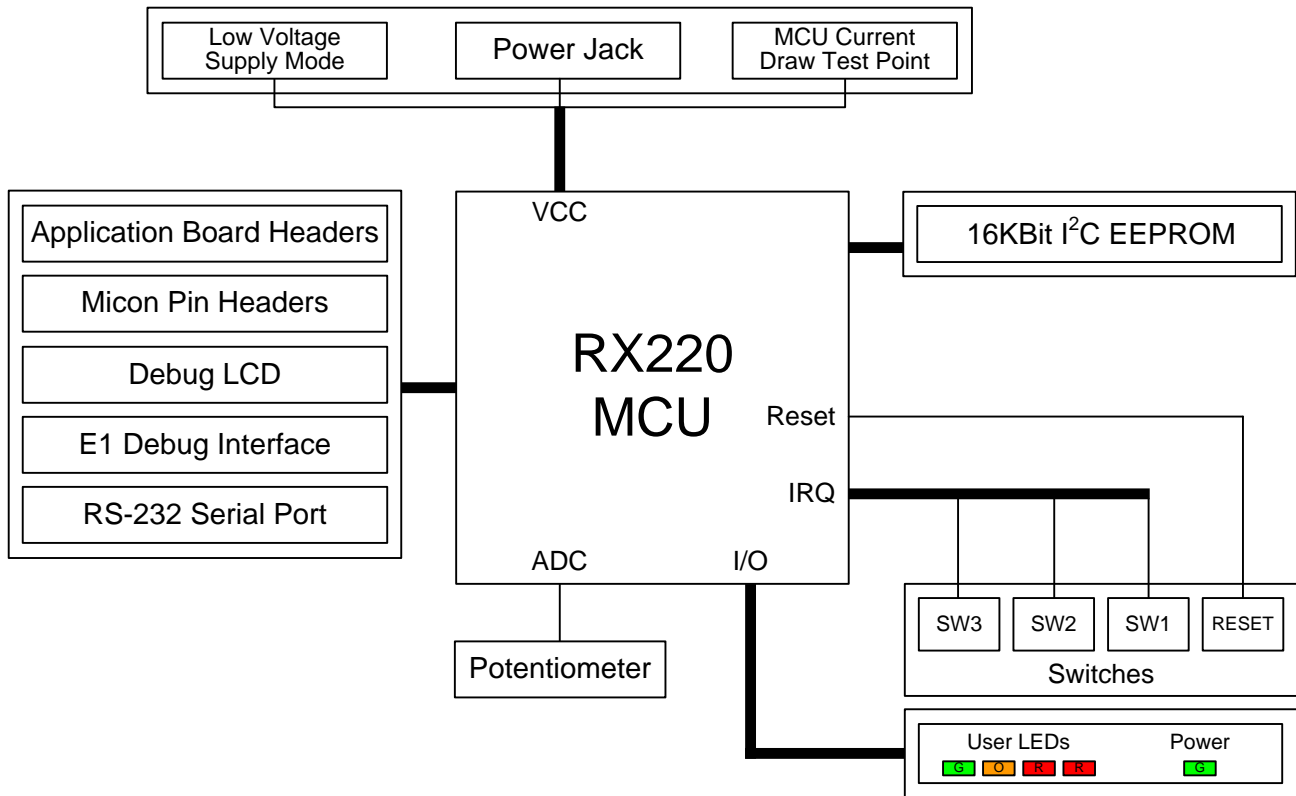 Low Voltage
Supply Mode
Power Jack
MCU Current
Draw Test Point
Application Board Headers
Micon Pin Headers
Debug LCD
E1 Debug Interface
RS-232 Serial Port
VCC
RX220
MCU
Reset
IRQ
ADC
I/O
16KBit I²C EEPROM
Potentiometer
SW3
SW2
SW1
RESET
Switches
User LEDs
Power
G
O
R
R
G